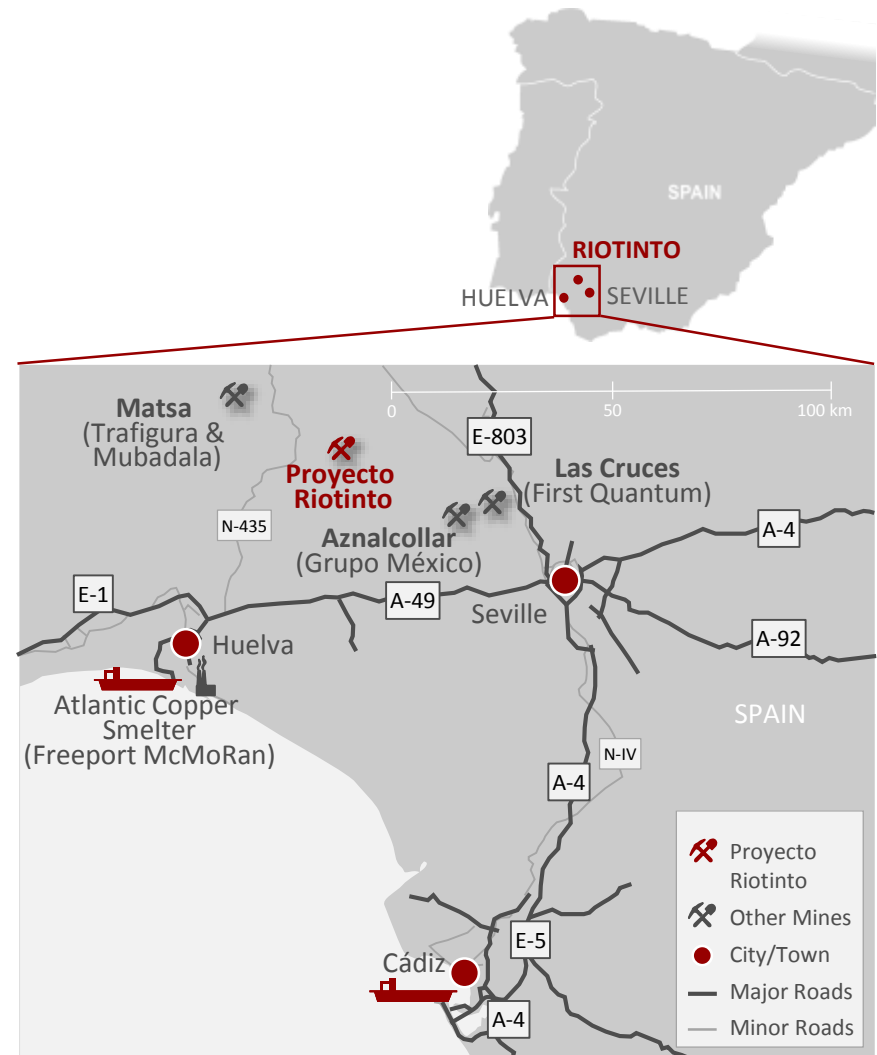 SPAIN
RIOTINTO
HUELVA
SEVILLE
Matsa
(Trafigura &
Mubadala)
0
50
100 km
E-803
Proyecto
Riotinto
Las Cruces
(First Quantum)
N-435
Aznalcollar
(Grupo México)
A-4
E-1
A-49
Seville
Huelva
A-92
Atlantic Copper
Smelter
(Freeport McMoRan)
SPAIN
N-IV
A-4
Proyecto
Riotinto
Other Mines
E-5
City/Town
Cádiz
Major Roads
A-4
Minor Roads